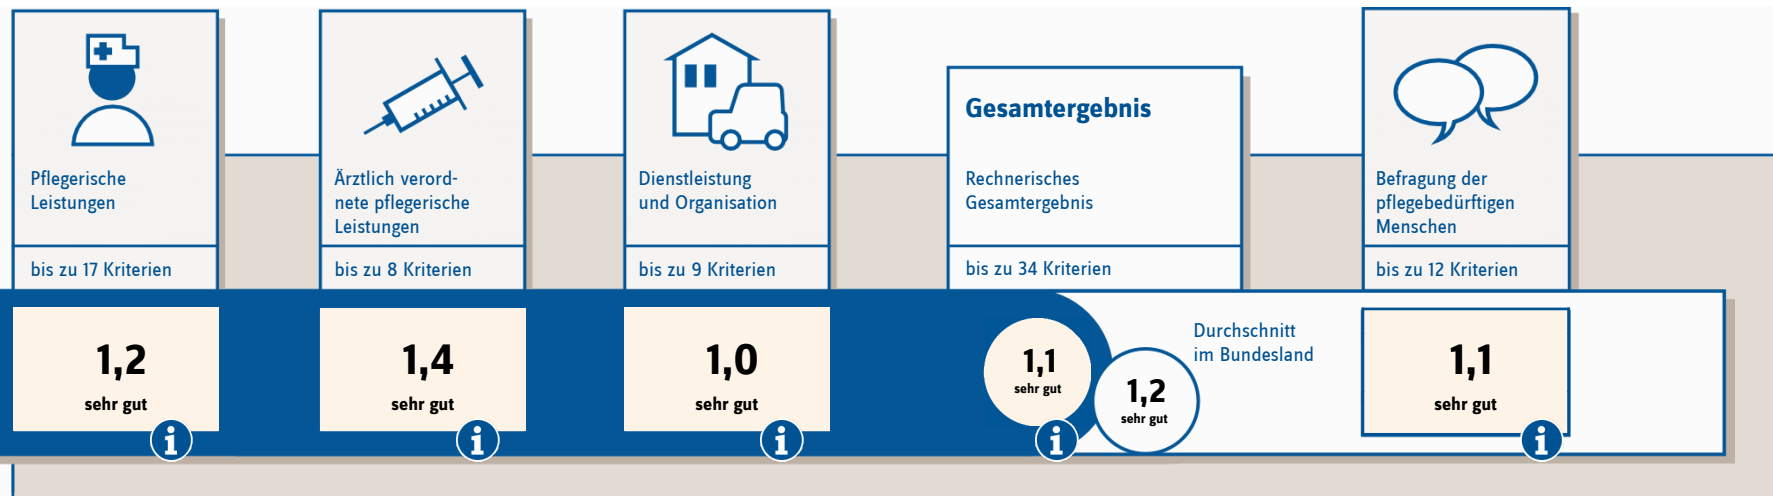 Pflegerische
Leistungen
bis zu 17 Kriterien
1,2
sehr gut
i
Ärztlich verord-
nete pflegerische
Leistungen
bis zu 8 Kriterien
1,4
sehr gut
i
Dienstleistung
und Organisation
bis zu 9 Kriterien
1,0
sehr gut
i
Gesamtergebnis
Rechnerisches
Gesamtergebnis
bis zu 34 Kriterien
1,1
sehr gut
i
1,2
sehr gut
Durchschnitt
im Bundesland
Befragung der
pflegebedürftigen
Menschen
bis zu 12 Kriterien
1,1
sehr gut
i